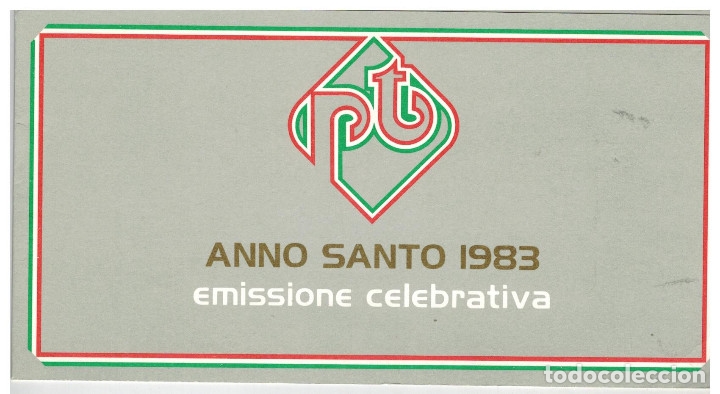 pt
ANNO SANTO 1983
emissione celebrativa
todocoleccion